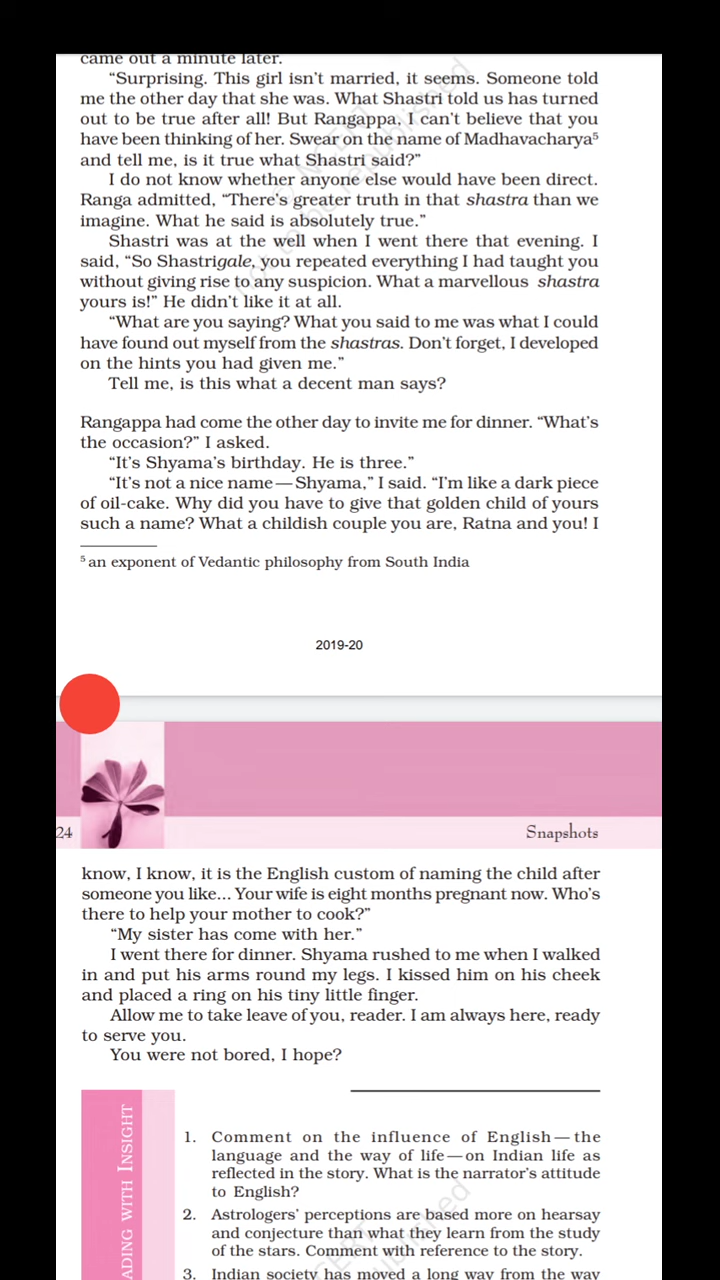 came out a minute later.
“Surprising. This girl isn’t married, it seems. Someone told
me the other day that she was. What Shastri told us has turned
out to be true after all! But Rangappa, I can’t believe that you
have been thinking of her. Swear on the name of Madhavacharya⁵
and tell me, is it true what Shastri said?”
I do not know whether anyone else would have been direct.
Ranga admitted, “There’s greater truth in that shastra than we
imagine. What he said is absolutely true.”
Shastri was at the well when I went there that evening. I
said, “So Shastrigale, you repeated everything I had taught you
without giving rise to any suspicion. What a marvellous shastra
yours is!” He didn’t like it at all.
“What are you saying? What you said to me was what I could
have found out myself from the shastras. Don’t forget, I developed
on the hints you had given me.”
Tell me, is this what a decent man says?
Rangappa had come the other day to invite me for dinner. “What’s
the occasion?” I asked.
“It’s Shyama’s birthday. He is three.”
“It’s not a nice name — Shyama,” I said. “I’m like a dark piece
of oil-cake. Why did you have to give that golden child of yours
such a name? What a childish couple you are, Ratna and you! I
⁵ an exponent of Vedantic philosophy from South India
2019-20
24
Snapshots
know, I know, it is the English custom of naming the child after
someone you like... Your wife is eight months pregnant now. Who’s
there to help your mother to cook?”
“My sister has come with her.”
I went there for dinner. Shyama rushed to me when I walked
in and put his arms round my legs. I kissed him on his cheek
and placed a ring on his tiny little finger.
Allow me to take leave of you, reader. I am always here, ready
to serve you.
You were not bored, I hope?
ADING WITH INSIGHT
1. Comment on the influence of English — the
language and the way of life — on Indian life as
reflected in the story. What is the narrator’s attitude
to English?
2. Astrologers’ perceptions are based more on hearsay
and conjecture than what they learn from the study
of the stars. Comment with reference to the story.
3. Indian society has moved a long way from the way